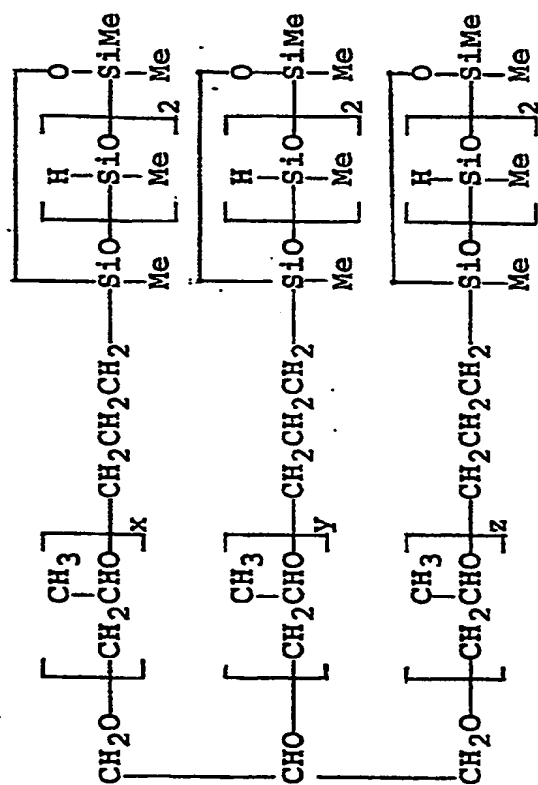 CH3 H O
CH2O [ CH2CHO ]x CH2CH2CH2 SiO [ SiO ]2 SiMe
Me Me Me
CH3 H O
CHO [ CH2CHO ]y CH2CH2CH2 SiO [ SiO ]2 SiMe
Me Me Me
CH3 H O
CH2O [ CH2CHO ]z CH2CH2CH2 SiO [ SiO ]2 SiMe
Me Me Me